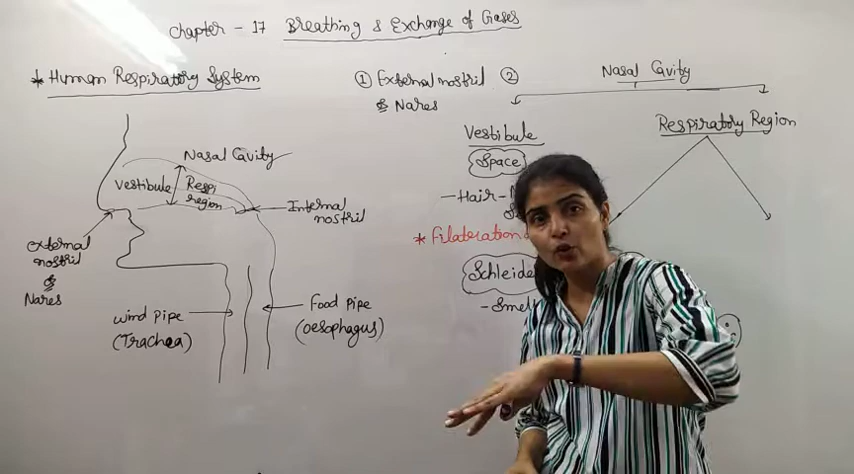 Chapter - 17 Breathing & Exchange of Gases
* Human Respiratory System
Nasal Cavity
Vestibule
Respi
region
Internal
nostril
External
nostril
&
Nares
Wind Pipe
(Trachea)
Food Pipe
(Oesophagus)
① External nostril
& Nares
② Nasal Cavity
Vestibule
Space
- Hair -
* Filateration
Schleide
- Smell
Respiratory Region